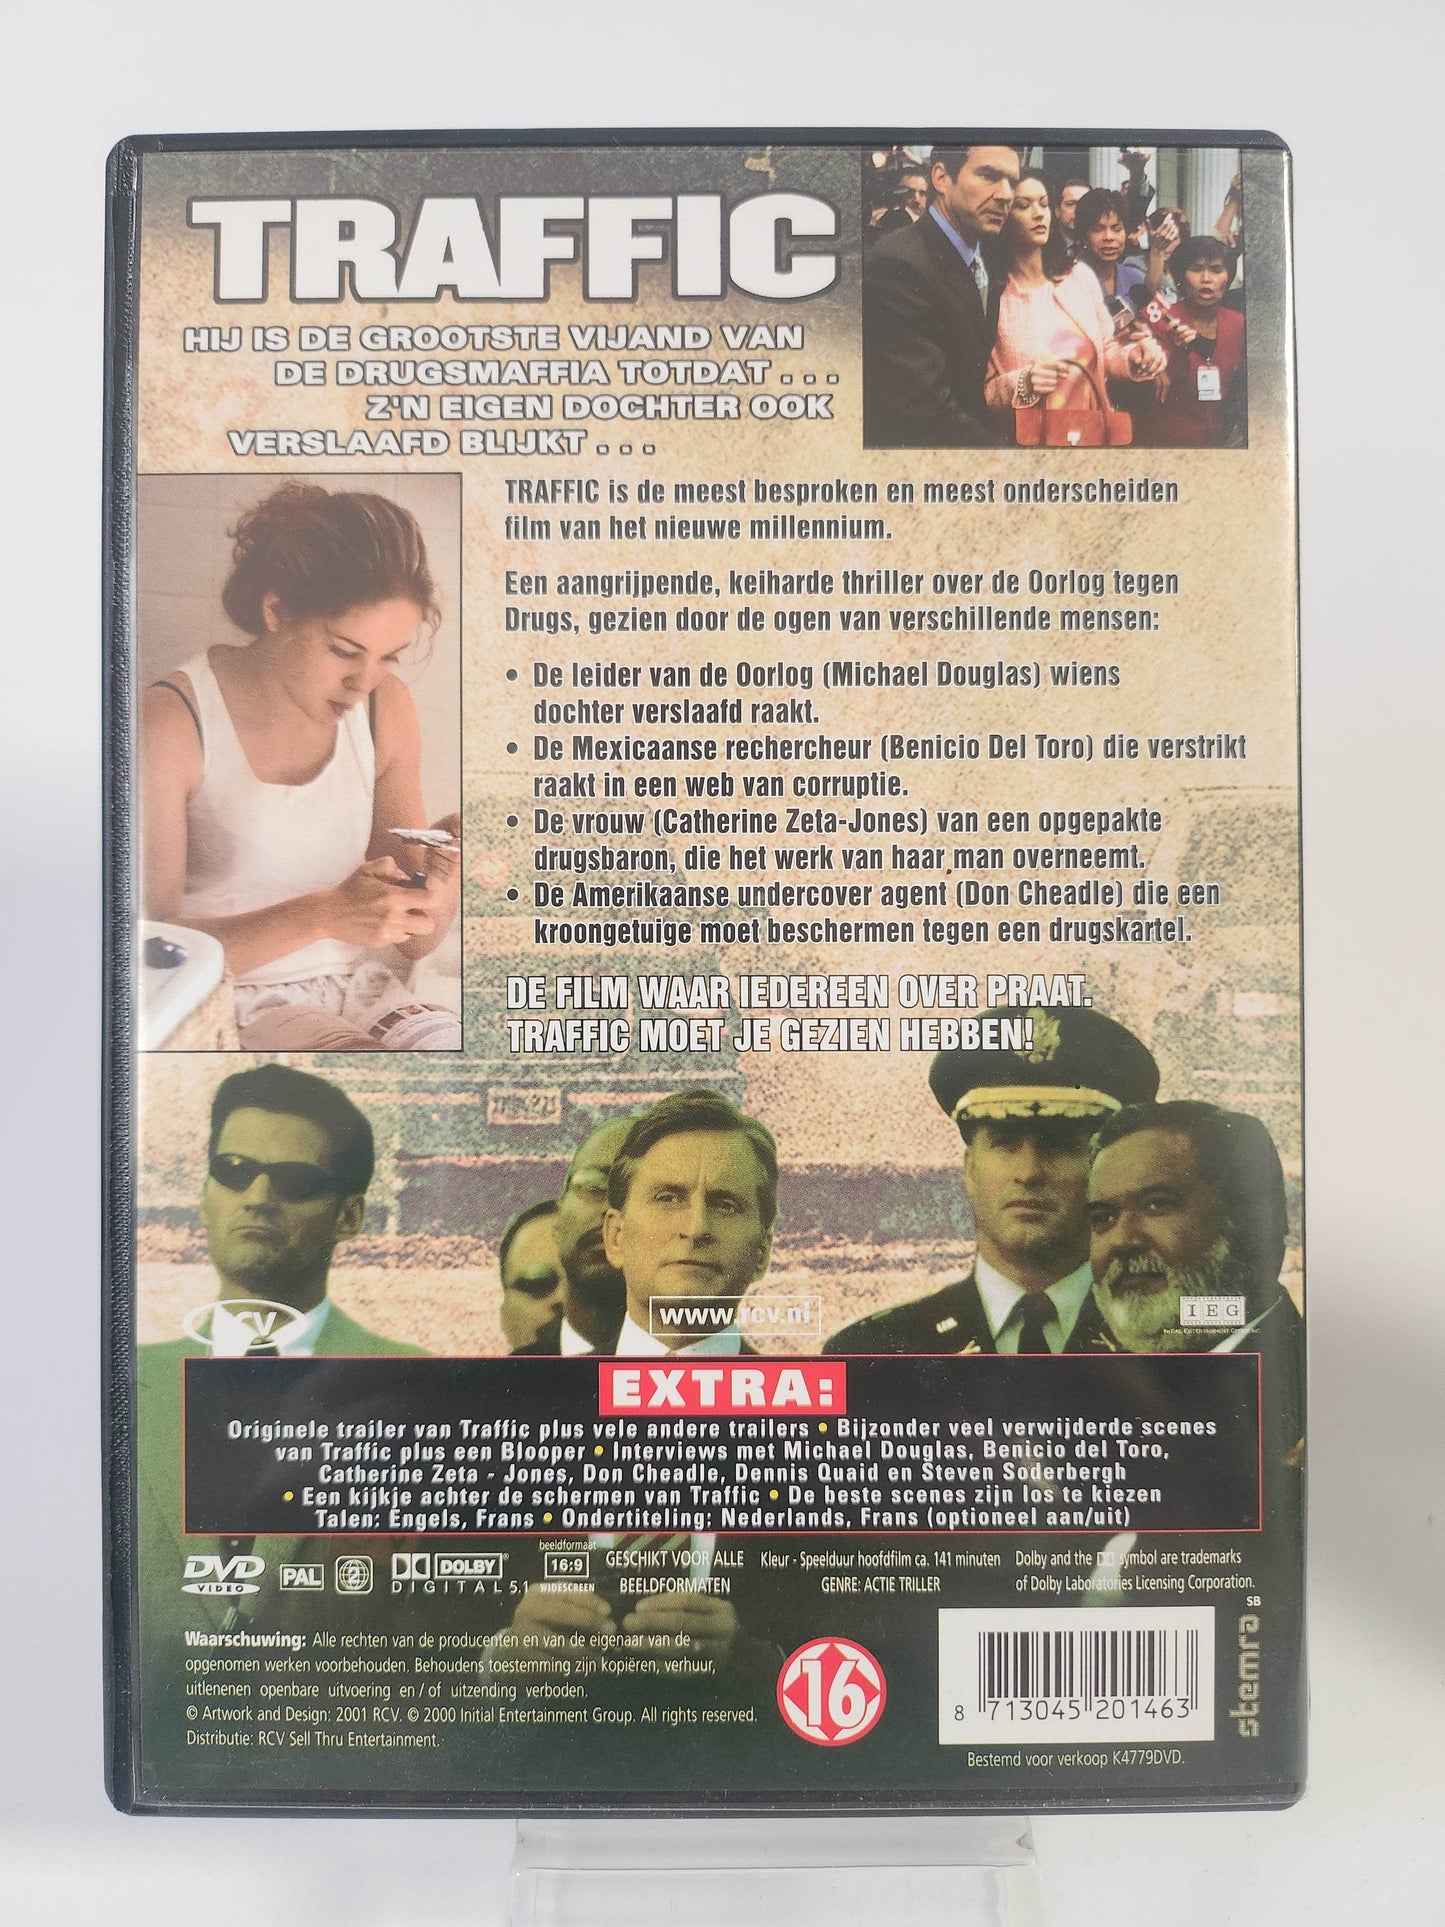 TRAFFIC
HIJ IS DE GROOTSTE VIJAND VAN
DE DRUGSMAFFIA TOTDAT . . .
Z'N EIGEN DOCHTER OOK
VERSLAAFD BLIJKT . . .
TRAFFIC is de meest besproken en meest onderscheiden
film van het nieuwe millennium.
Een aangrijpende, keiharde thriller over de Oorlog tegen
Drugs, gezien door de ogen van verschillende mensen:
• De leider van de Oorlog (Michael Douglas) wiens
dochter verslaafd raakt.
• De Mexicaanse rechercheur (Benicio Del Toro) die verstrikt
raakt in een web van corruptie.
• De vrouw (Catherine Zeta-Jones) van een opgepakte
drugsbaron, die het werk van haar man overneemt.
• De Amerikaanse undercover agent (Don Cheadle) die een
kroongetuige moet beschermen tegen een drugskartel.
DE FILM WAAR IEDEREEN OVER PRAAT.
TRAFFIC MOET JE GEZIEN HEBBEN!
RCV
www.rcv.nl
IEG
INITIAL ENTERTAINMENT GROUP, INC.
EXTRA:
Originele trailer van Traffic plus vele andere trailers • Bijzonder veel verwijderde scenes
van Traffic plus een Blooper • Interviews met Michael Douglas, Benicio del Toro,
Catherine Zeta - Jones, Don Cheadle, Dennis Quaid en Steven Soderbergh
• Een kijkje achter de schermen van Traffic • De beste scenes zijn los te kiezen
Talen: Engels, Frans • Ondertiteling: Nederlands, Frans (optioneel aan/uit)
DVD
VIDEO
PAL
2
DOLBY
DIGITAL 5.1
beeldformaat
16:9
WIDESCREEN
GESCHIKT VOOR ALLE
BEELDFORMATEN
Kleur - Speelduur hoofdfilm ca. 141 minuten
GENRE: ACTIE TRILLER
Dolby and the symbol are trademarks
of Dolby Laboratories Licensing Corporation.
SB
stemra
Waarschuwing: Alle rechten van de producenten en van de eigenaar van de
opgenomen werken voorbehouden. Behoudens toestemming zijn kopiëren, verhuur,
uitlenenen openbare uitvoering en / of uitzending verboden.
© Artwork and Design: 2001 RCV. © 2000 Initial Entertainment Group. All rights reserved.
Distributie: RCV Sell Thru Entertainment.
16
8 713045 201463
Bestemd voor verkoop K4779DVD.